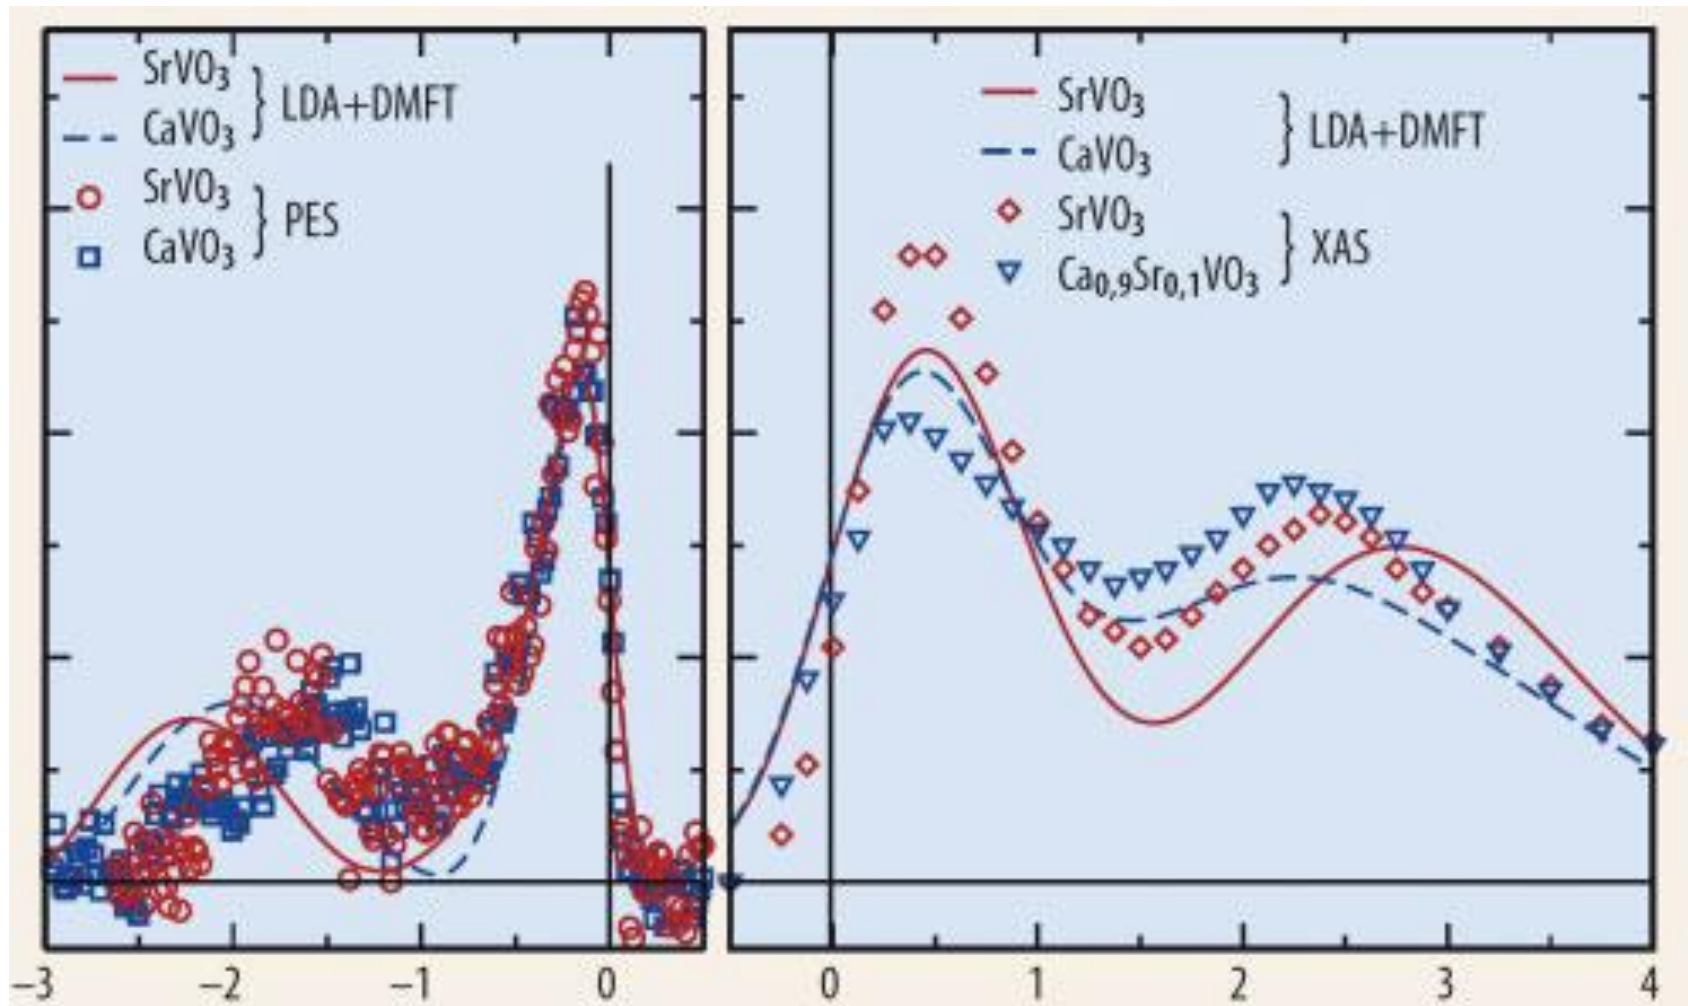 SrVO₃
CaVO₃
} LDA+DMFT
SrVO₃
CaVO₃
} PES
SrVO₃
CaVO₃
} LDA+DMFT
SrVO₃
Ca₀,₉Sr₀,₁VO₃
} XAS
−3 −2 −1 0
0 1 2 3 4